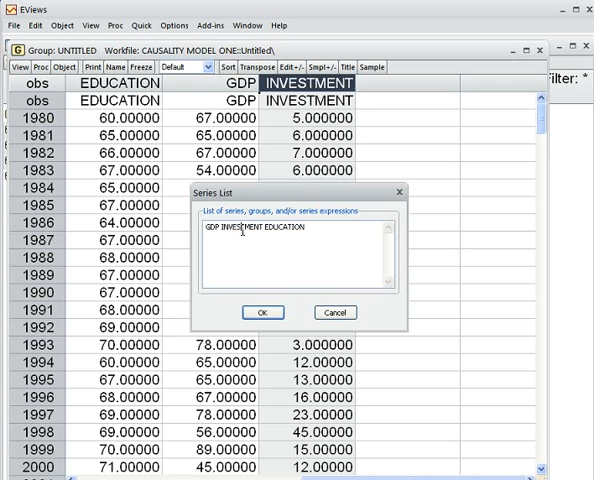 EViews
File Edit Object View Proc Quick Options Add-ins Window Help
G Group: UNTITLED Workfile: CAUSALITY MODEL ONE::Untitled\
View Proc Object Print Name Freeze Default Sort Transpose Edit+/- Smpl+/- Title Sample
Filter: *
obs EDUCATION GDP INVESTMENT
obs EDUCATION GDP INVESTMENT
1980 60.00000 67.00000 5.000000
1981 65.00000 65.00000 6.000000
1982 66.00000 67.00000 7.000000
1983 67.00000 54.00000 6.000000
1984 65.00000
1985 67.00000
1986 64.00000
1987 67.00000
1988 68.00000
1989 67.00000
1990 67.00000
1991 68.00000
1992 69.00000
1993 70.00000 78.00000 3.000000
1994 60.00000 65.00000 12.00000
1995 67.00000 65.00000 13.00000
1996 68.00000 67.00000 16.00000
1997 69.00000 78.00000 23.00000
1998 69.00000 56.00000 45.00000
1999 70.00000 89.00000 15.00000
2000 71.00000 45.00000 12.00000
Series List
List of series, groups, and/or series expressions
GDP INVESTMENT EDUCATION
OK Cancel